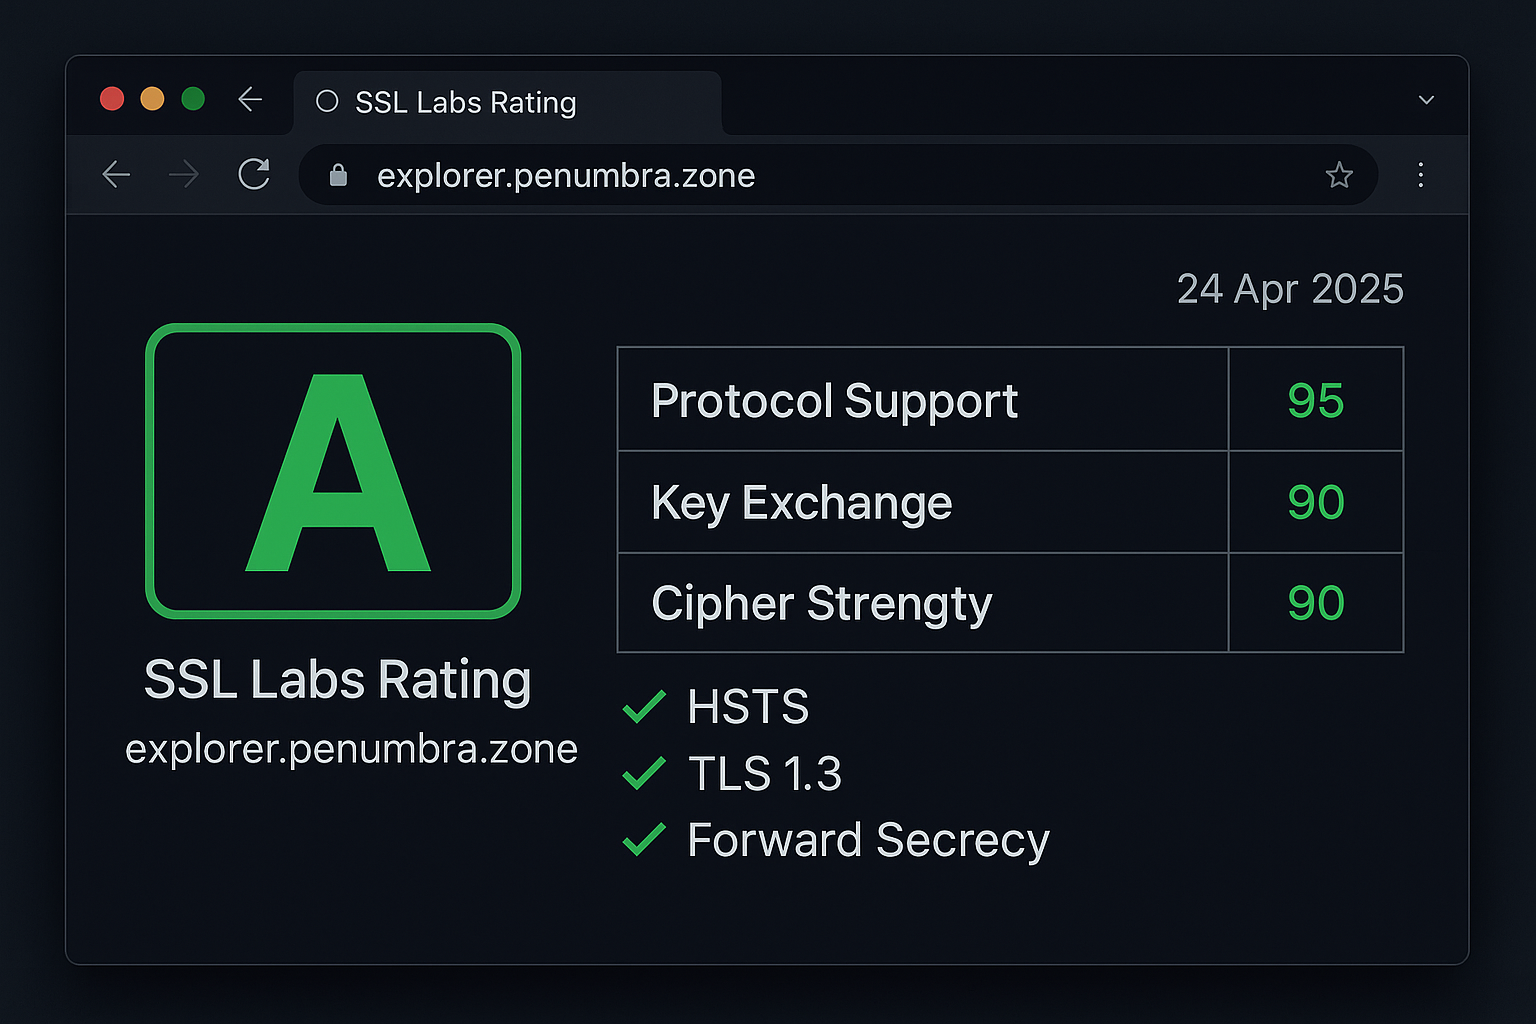 SSL Labs Rating
explorer.penumbra.zone
24 Apr 2025
A
SSL Labs Rating
explorer.penumbra.zone
Protocol Support 95
Key Exchange 90
Cipher Strengty 90
HSTS
TLS 1.3
Forward Secrecy